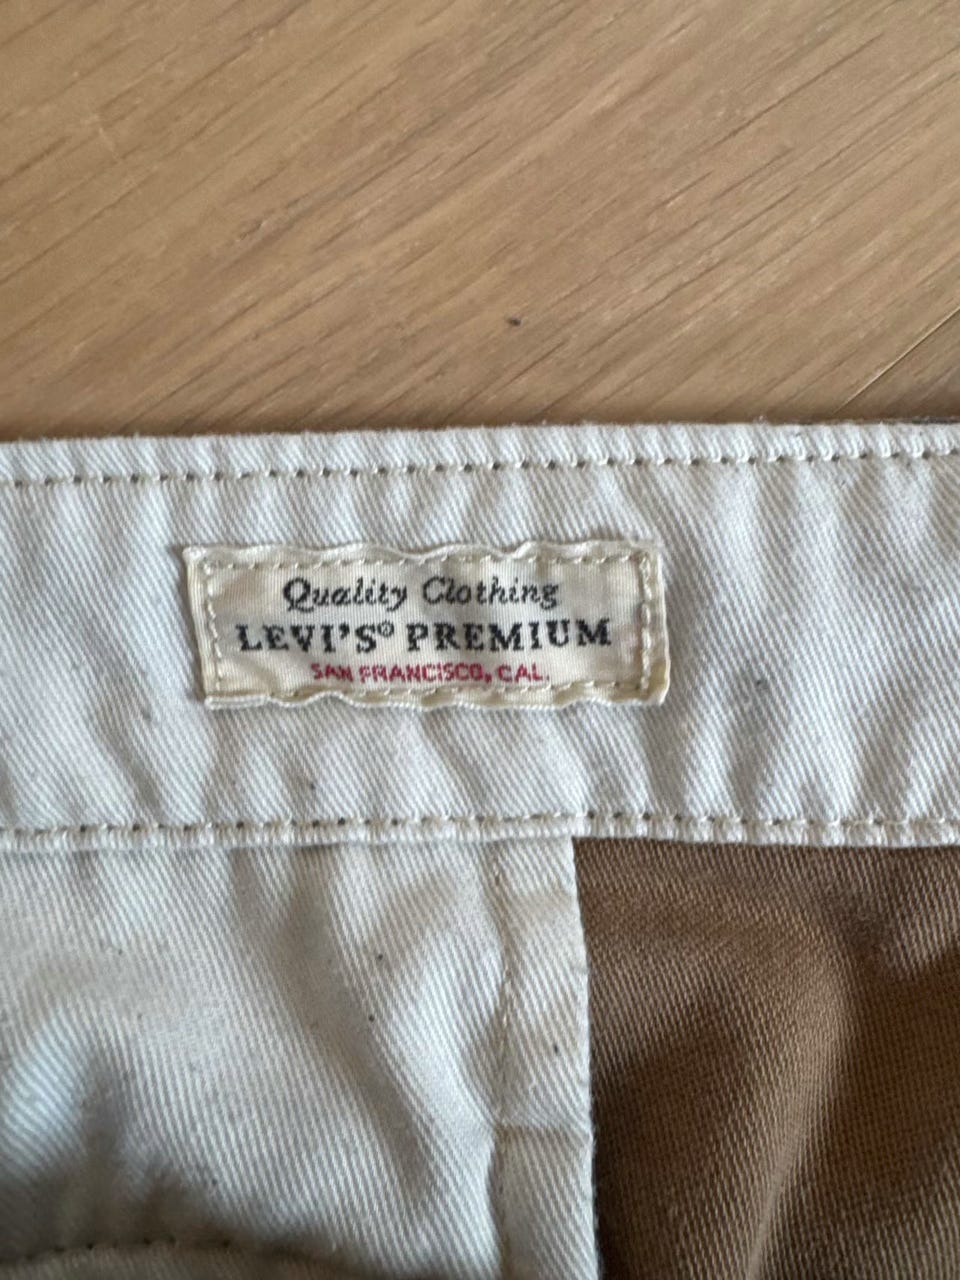 Quality Clothing
LEVI'S® PREMIUM
SAN FRANCISCO, CAL.